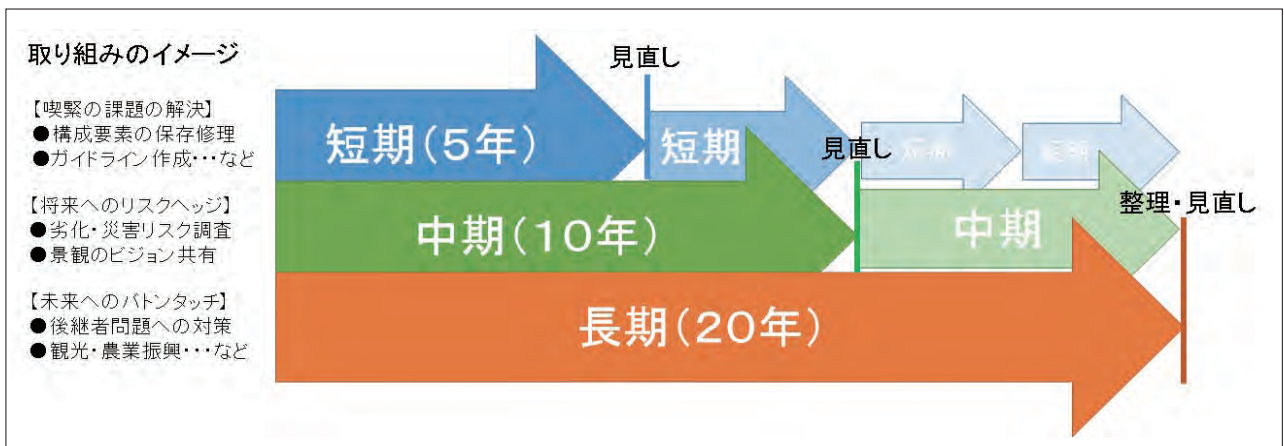 取り組みのイメージ
【喫緊の課題の解決】
●構成要素の保存修理
●ガイドライン作成・・・など
【将来へのリスクヘッジ】
●劣化・災害リスク調査
●景観のビジョン共有
【未来へのバトンタッチ】
●後継者問題への対策
●観光・農業振興・・・など
短期(5年)
見直し
短期
短期
短期
中期(10年)
見直し
中期
長期(20年)
整理・見直し